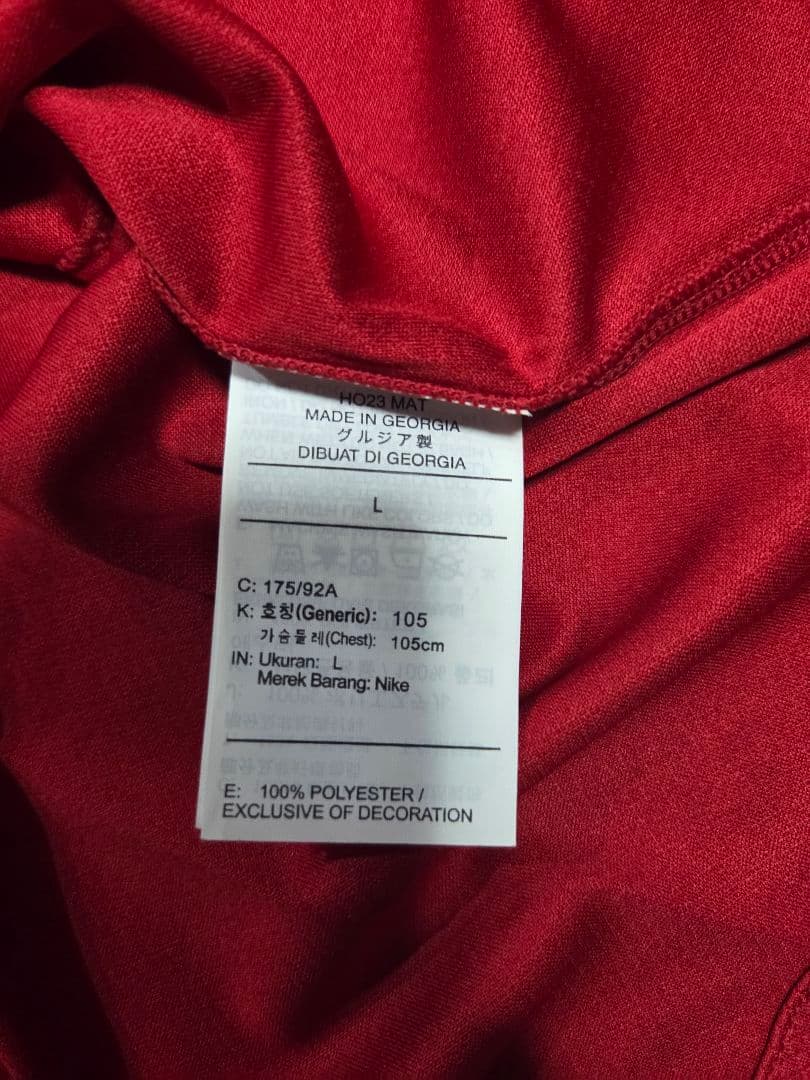 HO23 MAT
MADE IN GEORGIA
グルジア製
DIBUAT DI GEORGIA
L
C: 175/92A
K: 호칭(Generic): 105
가슴둘레(Chest): 105cm
IN: Ukuran: L
Merek Barang: Nike
E: 100% POLYESTER /
EXCLUSIVE OF DECORATION